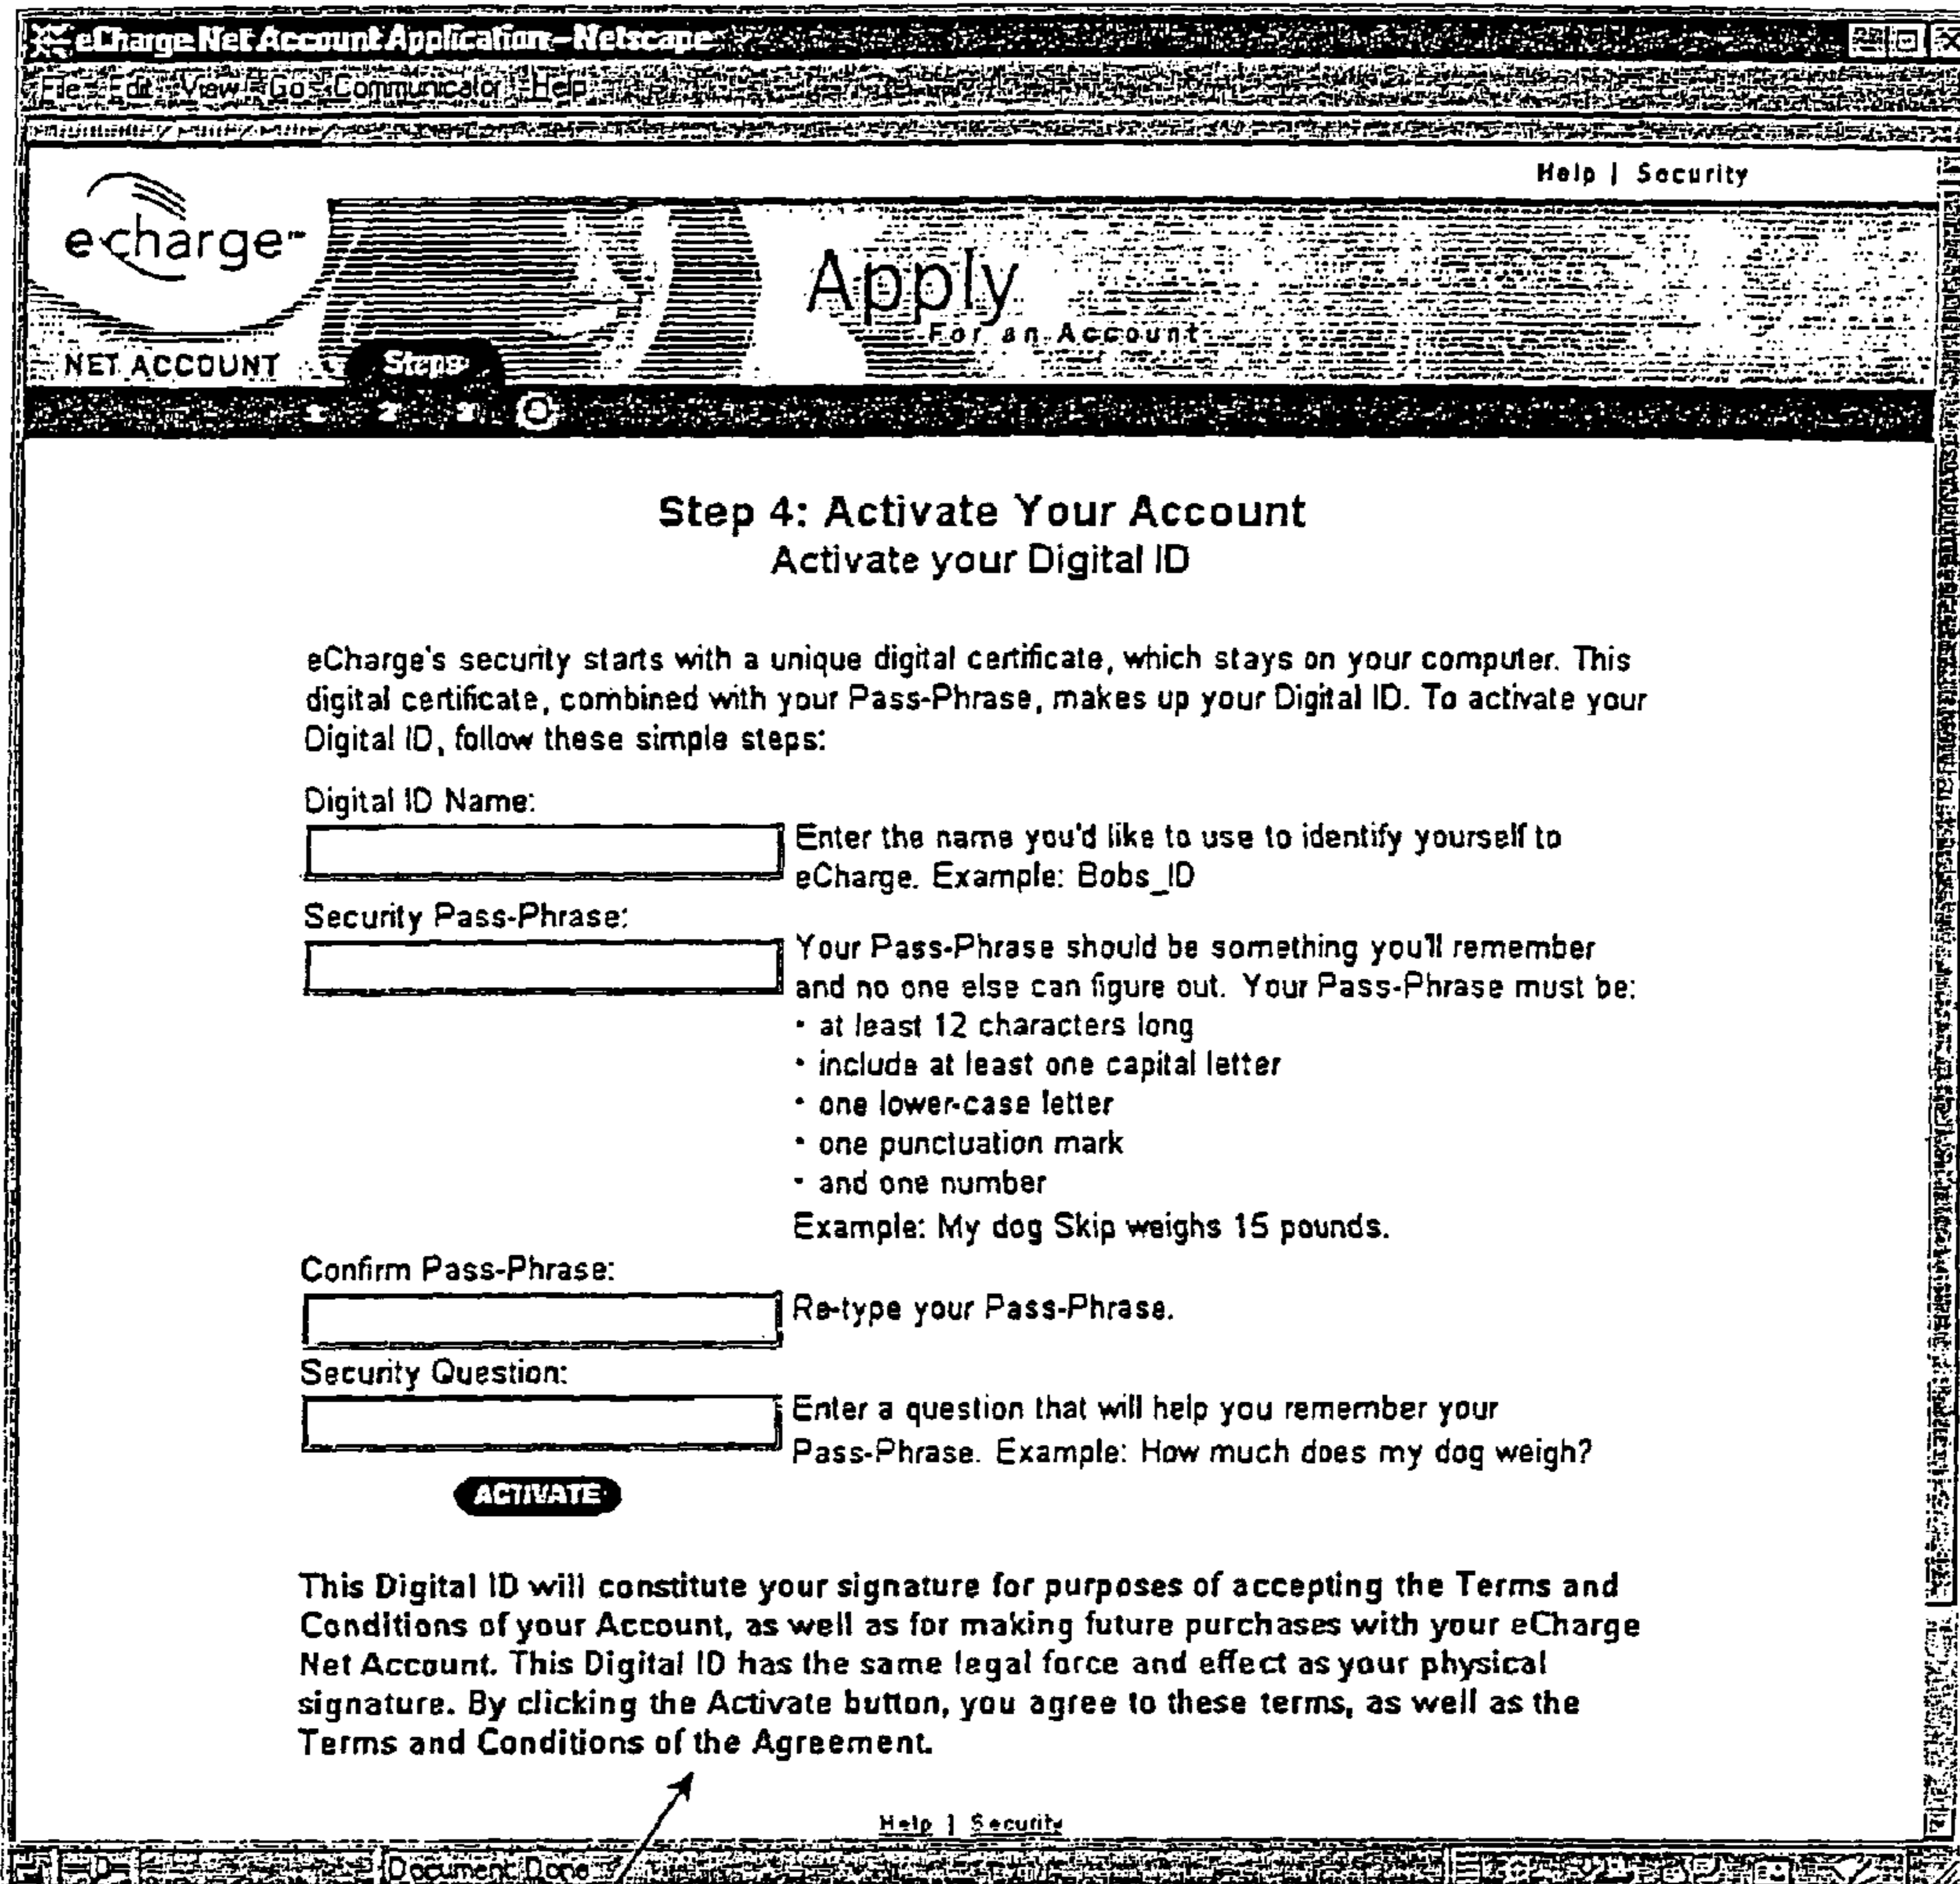 eCharge Net Account Application - Netscape
File Edit View Go Communicator Help
Help | Security
echarge™
Apply
For an Account
NET ACCOUNT
Steps
1 2 3 4
Step 4: Activate Your Account
Activate your Digital ID
eCharge's security starts with a unique digital certificate, which stays on your computer. This
digital certificate, combined with your Pass-Phrase, makes up your Digital ID. To activate your
Digital ID, follow these simple steps:
Digital ID Name:
Enter the name you'd like to use to identify yourself to
eCharge. Example: Bobs_ID
Security Pass-Phrase:
Your Pass-Phrase should be something you'll remember
and no one else can figure out. Your Pass-Phrase must be:
• at least 12 characters long
• include at least one capital letter
• one lower-case letter
• one punctuation mark
• and one number
Example: My dog Skip weighs 15 pounds.
Confirm Pass-Phrase:
Re-type your Pass-Phrase.
Security Question:
Enter a question that will help you remember your
Pass-Phrase. Example: How much does my dog weigh?
ACTIVATE
This Digital ID will constitute your signature for purposes of accepting the Terms and
Conditions of your Account, as well as for making future purchases with your eCharge
Net Account. This Digital ID has the same legal force and effect as your physical
signature. By clicking the Activate button, you agree to these terms, as well as the
Terms and Conditions of the Agreement.
Help | Security
Document: Done